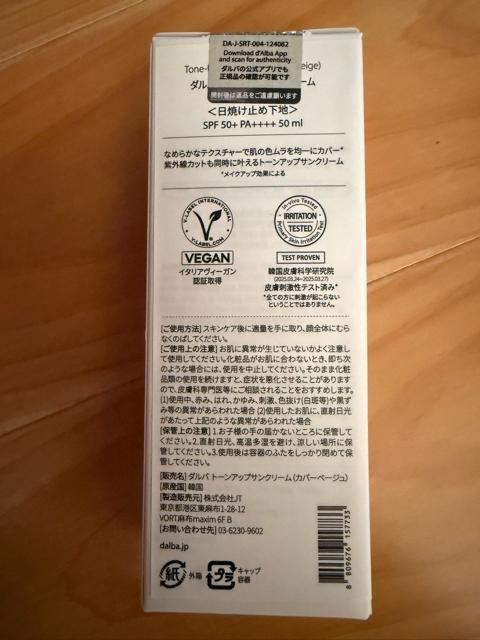 DA-J-SRT-004-124082
Download d'Alba App
and scan for authenticity
ダルバの公式アプリでも
正規品の確認が可能です
開封後は返品をご遠慮願います
Tone-
ダル
ーム
＜日焼け止め下地＞
SPF 50+ PA++++ 50 ml
なめらかなテクスチャーで肌の色ムラを均一にカバー*
紫外線カットも同時に叶えるトーンアップサンクリーム
*メイクアップ効果による
V-LABEL INTERNATIONAL
V-LABEL.COM
VEGAN
イタリアヴィーガン
認証取得
In-vivo Tested
IRRITATION
TESTED
Primary Skin Irritation Test
TEST PROVEN
韓国皮膚科学研究院
(2025.03.24~2025.03.27)
皮膚刺激性テスト済み*
*全ての方に刺激が起こらない
ということではありません。
[ご使用方法] スキンケア後に適量を手に取り、顔全体にむら
なくのばしてください。
[ご使用上の注意] お肌に異常が生じていないかよく注意し
て使用してください。化粧品がお肌に合わないとき、即ち次
のような場合には、使用を中止してください。そのまま化粧
品類の使用を続けますと、症状を悪化させることがあります
ので、皮膚科専門医等にご相談されることをおすすめします。
(1)使用中、赤み、はれ、かゆみ、刺激、色抜け(白斑等)や黒ず
み等の異常があらわれた場合 (2)使用したお肌に、直射日光
があたって上記のような異常があらわれた場合
[保管上の注意] 1.お子様の手の届かないところに保管して
ください。2.直射日光、高温多湿を避け、涼しい場所に保
管してください。3.使用後は容器のふたをしっかり閉めて保
管してください。
[販売名] ダルバ トーンアップサンクリーム (カバーベージュ)
[原産国] 韓国
[製造販売元] 株式会社JT
東京都港区東麻布1-28-12
VORT麻布maxim 6F B
[お問い合わせ先] 03-6230-9602
dalba.jp
紙 外箱
プラ キャップ
容器
8 809676 157735